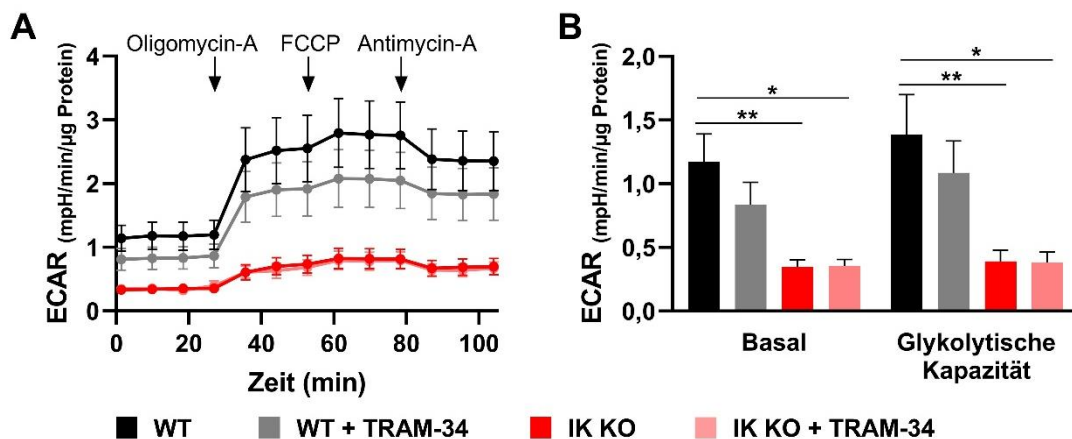 A
Oligomycin-A FCCP Antimycin-A
ECAR (mpH/min/µg Protein)
4
3
2
1
0
0 20 40 60 80 100
Zeit (min)
B
ECAR (mpH/min/µg Protein)
2,0
1,5
1,0
0,5
0,0
*
**
*
**
Basal
Glykolytische
Kapazität
WT WT + TRAM-34 IK KO IK KO + TRAM-34